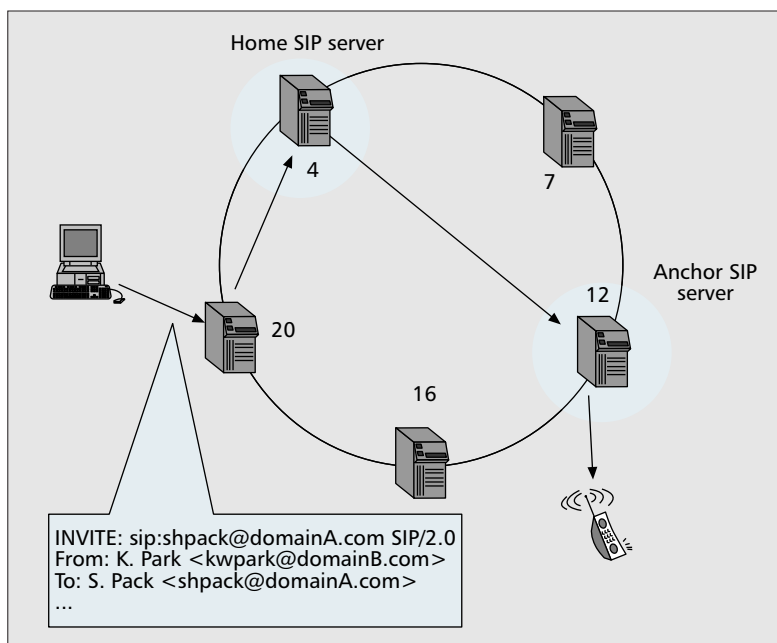 Home SIP server
4
7
Anchor SIP
server
12
20
16
INVITE: sip:shpack@domainA.com SIP/2.0
From: K. Park <kwpark@domainB.com>
To: S. Pack <shpack@domainA.com>
...